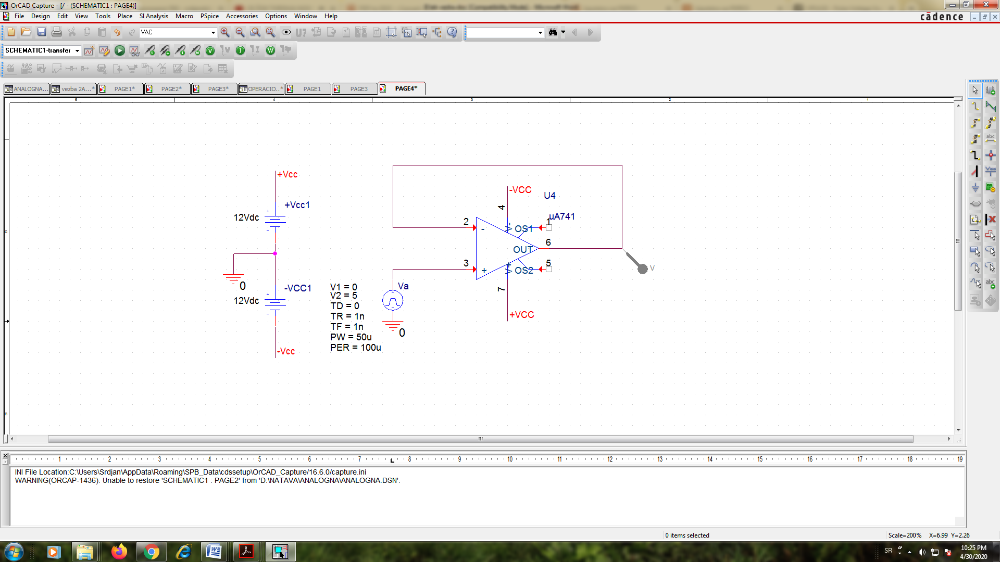 OrCAD Capture - [/ - (SCHEMATIC1 : PAGE4)]
File Design Edit View Tools Place SI Analysis Macro PSpice Accessories Options Window Help
cādence
VAC
SCHEMATIC1-transfer
ANALOGNA... vezba 2A...* PAGE1* PAGE2* PAGE3* OPERACIO..* PAGE1 PAGE3 PAGE4*
5 4 3 2 1
C
B
+Vcc
+Vcc1
12Vdc
0
-VCC1
12Vdc
-Vcc
V1 = 0
V2 = 5
TD = 0
TR = 1n
TF = 1n
PW = 50u
PER = 100u
Va
0
-VCC
U4
uA741
4
2
-
V-
OS1
1
OUT
6
3
+
V+
OS2
5
7
+VCC
V
1 2 3 4 5 6 7 8 9 10 11 12 13 14 15 16 17 18 19
INI File Location:C:\Users\Srdjan\AppData\Roaming\SPB_Data\cdssetup\OrCAD_Capture/16.6.0/capture.ini
WARNING(ORCAP-1436): Unable to restore 'SCHEMATIC1 : PAGE2' from 'D:\NATAVA\ANALOGNA\ANALOGNA.DSN'.
0 items selected
Scale=200% X=6.99 Y=2.26
SR
10:25 PM
4/30/2020